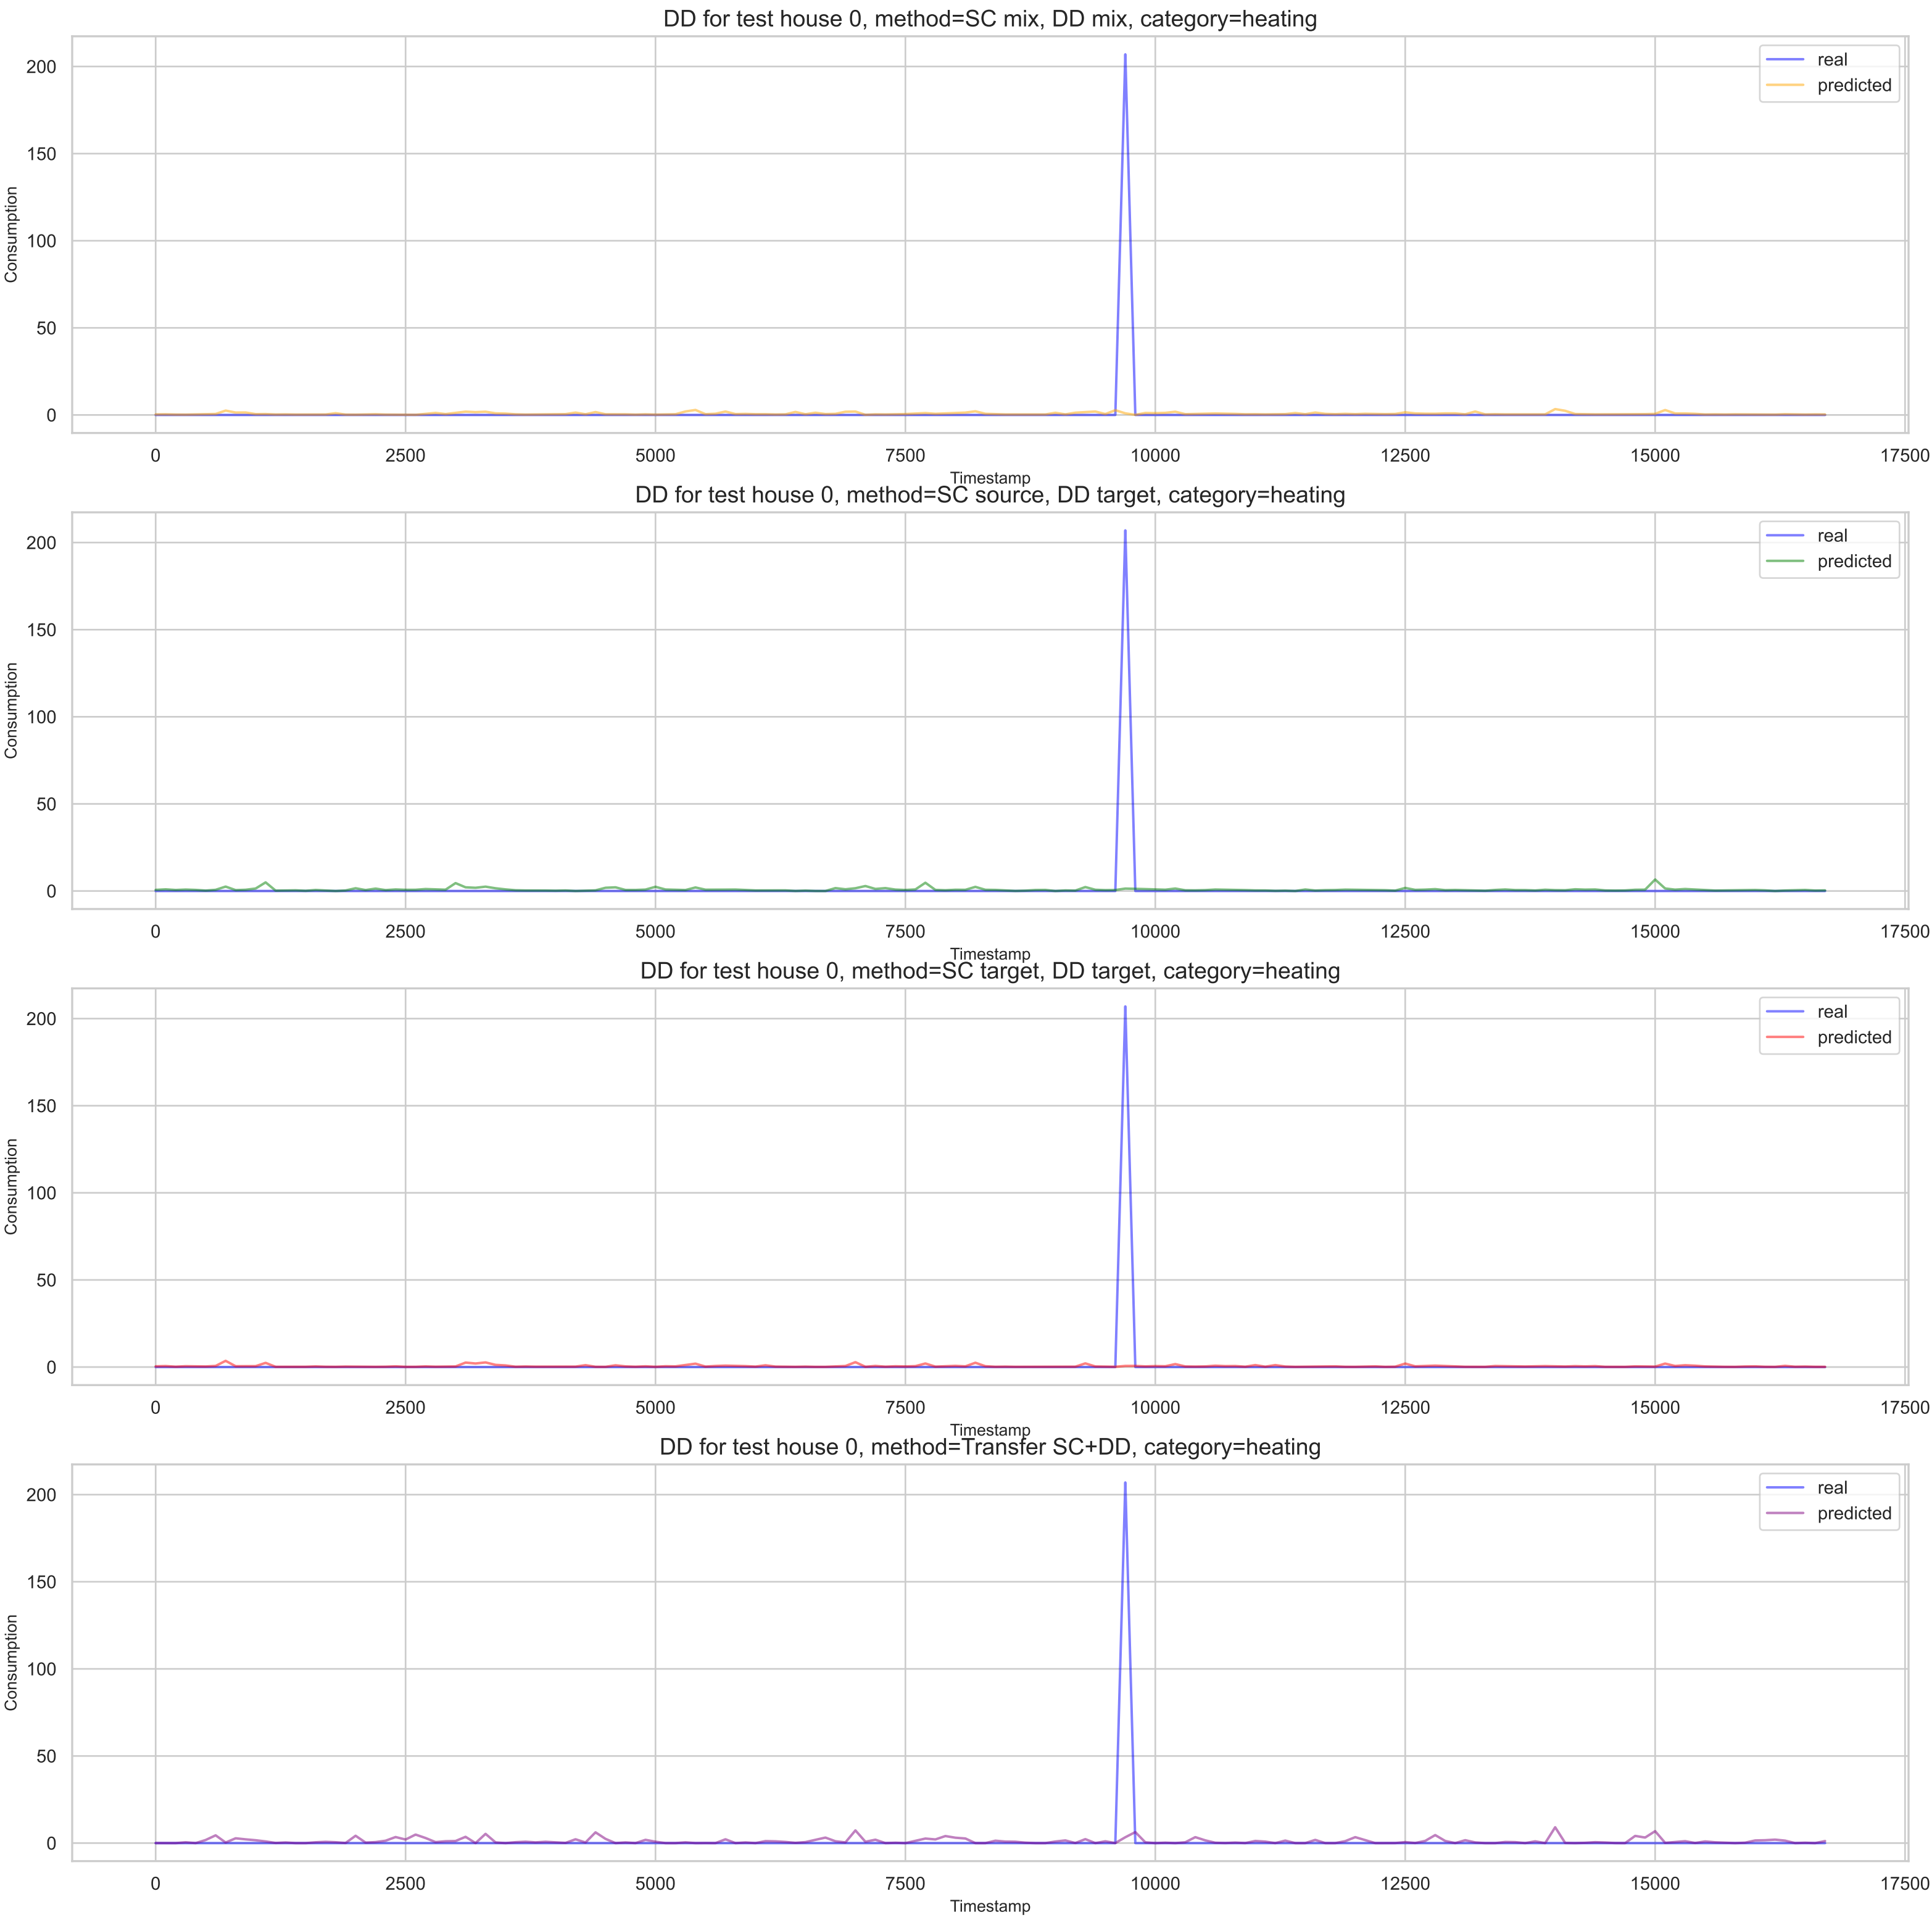 DD for test house 0, method=SC mix, DD mix, category=heating
real
predicted
200
150
100
50
0
Consumption
0 2500 5000 7500 10000 12500 15000 17500
Timestamp
DD for test house 0, method=SC source, DD target, category=heating
real
predicted
200
150
100
50
0
Consumption
0 2500 5000 7500 10000 12500 15000 17500
Timestamp
DD for test house 0, method=SC target, DD target, category=heating
real
predicted
200
150
100
50
0
Consumption
0 2500 5000 7500 10000 12500 15000 17500
Timestamp
DD for test house 0, method=Transfer SC+DD, category=heating
real
predicted
200
150
100
50
0
Consumption
0 2500 5000 7500 10000 12500 15000 17500
Timestamp